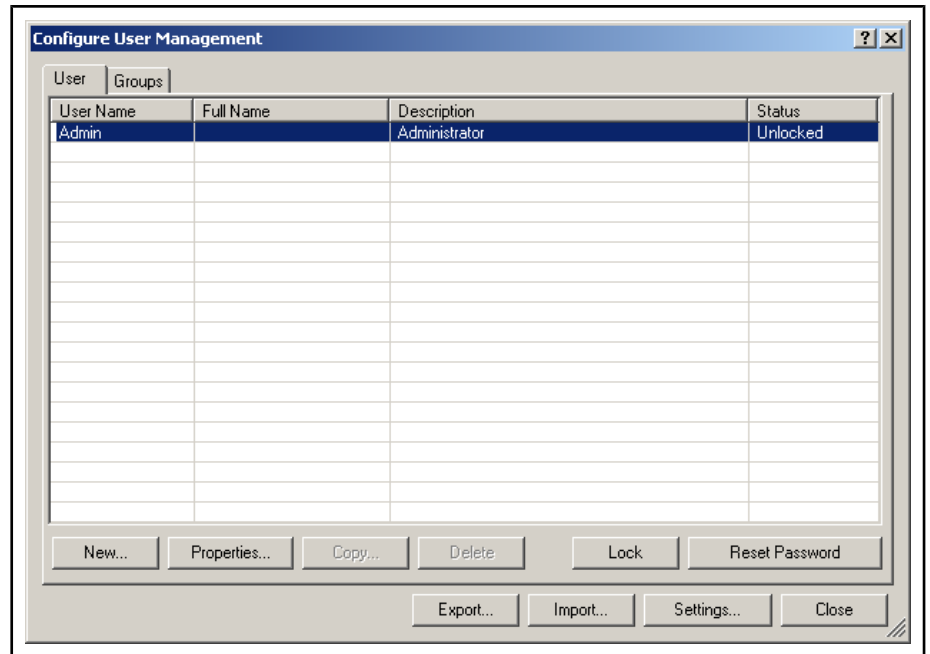 Configure User Management
User Groups
User Name Full Name Description Status
Admin Administrator Unlocked
New... Properties... Copy... Delete Lock Reset Password
Export... Import... Settings... Close